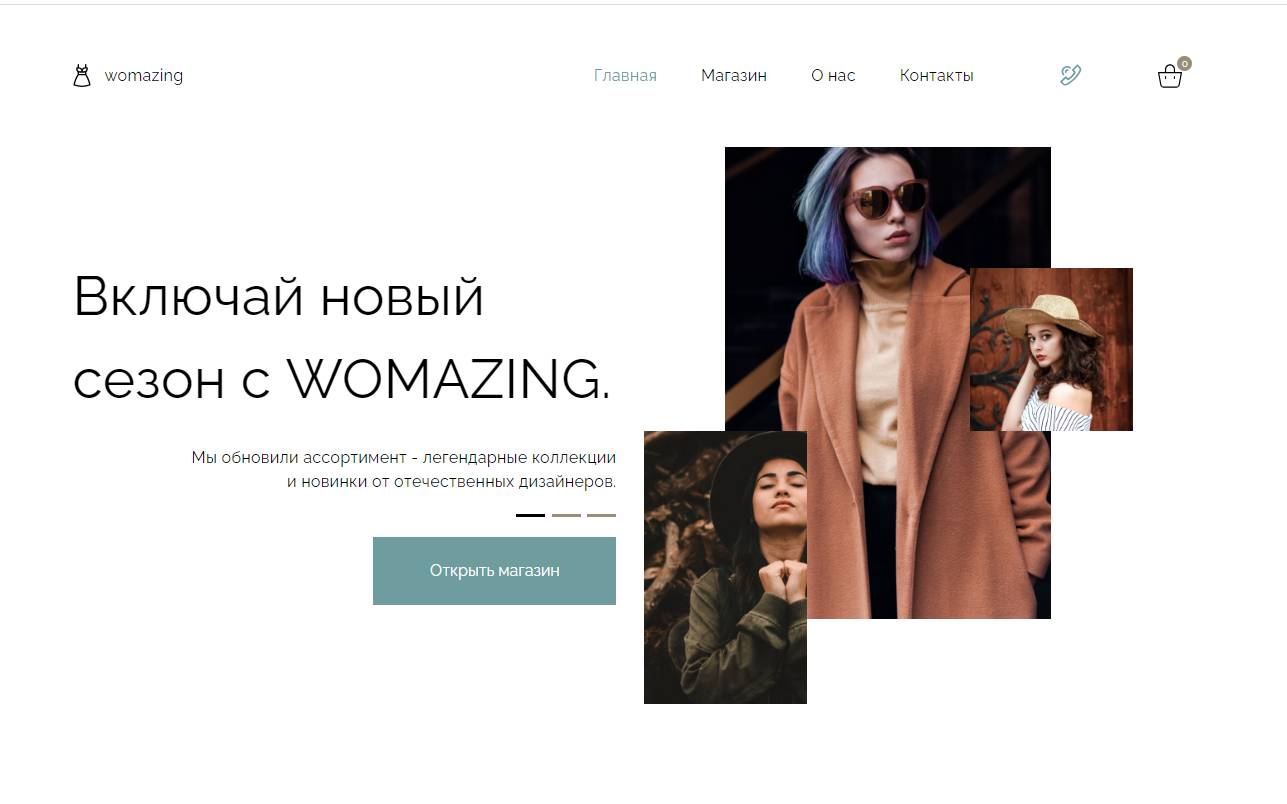 womazing
Главная
Магазин
О нас
Контакты
0
Включай новый
сезон с WOMAZING.
Мы обновили ассортимент - легендарные коллекции
и новинки от отечественных дизайнеров.
Открыть магазин